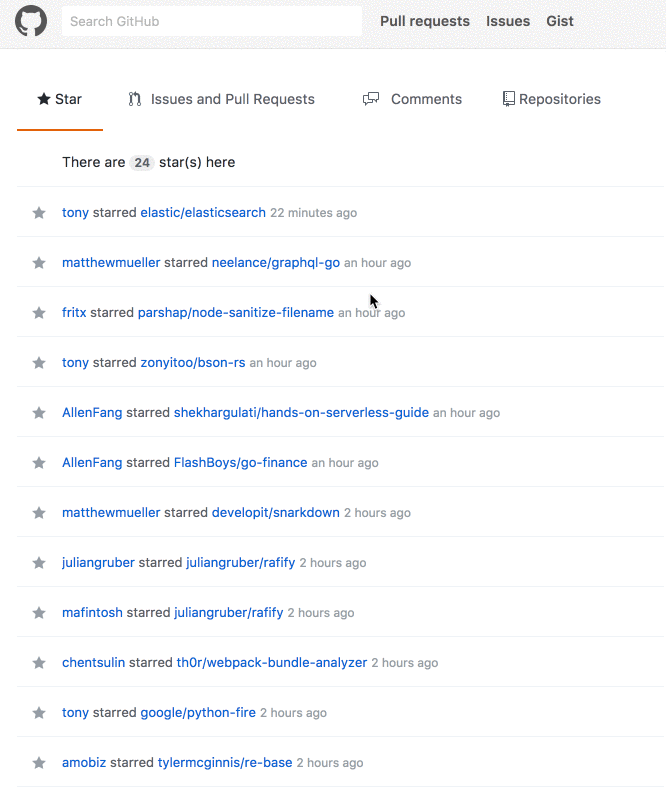 Search GitHub Pull requests Issues Gist
Star Issues and Pull Requests Comments Repositories
There are 24 star(s) here
tony starred elastic/elasticsearch 22 minutes ago
matthewmueller starred neelance/graphql-go an hour ago
fritx starred parshap/node-sanitize-filename an hour ago
tony starred zonyitoo/bson-rs an hour ago
AllenFang starred shekhargulati/hands-on-serverless-guide an hour ago
AllenFang starred FlashBoys/go-finance an hour ago
matthewmueller starred developit/snarkdown 2 hours ago
juliangruber starred juliangruber/rafify 2 hours ago
mafintosh starred juliangruber/rafify 2 hours ago
chentsulin starred th0r/webpack-bundle-analyzer 2 hours ago
tony starred google/python-fire 2 hours ago
amobiz starred tylermcginnis/re-base 2 hours ago